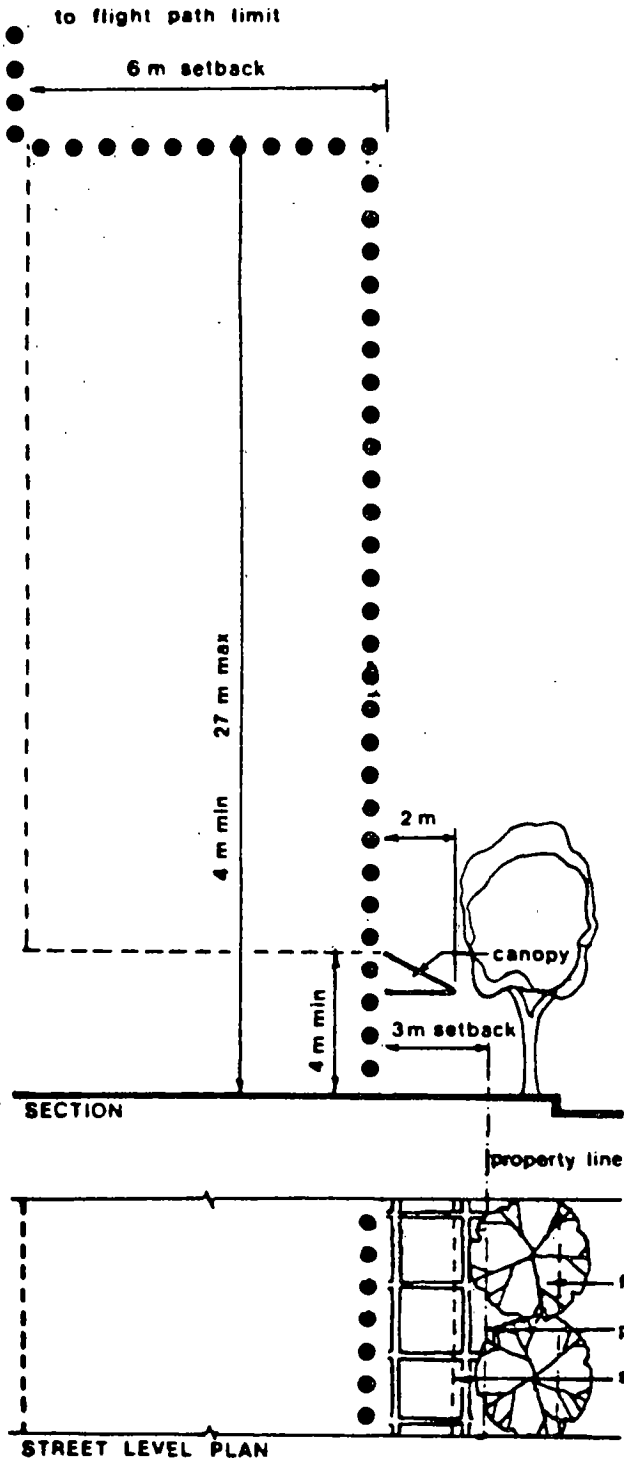 to flight path limit
6 m setback
27 m max
4 m min
2 m
canopy
4 m min
3m setback
SECTION
property line
STREET LEVEL PLAN